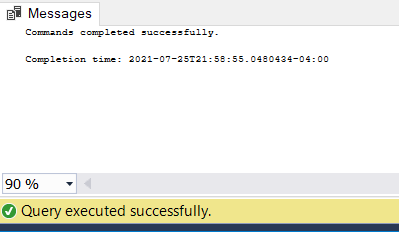 Messages
Commands completed successfully.
Completion time: 2021-07-25T21:58:55.0480434-04:00
90 %
Query executed successfully.